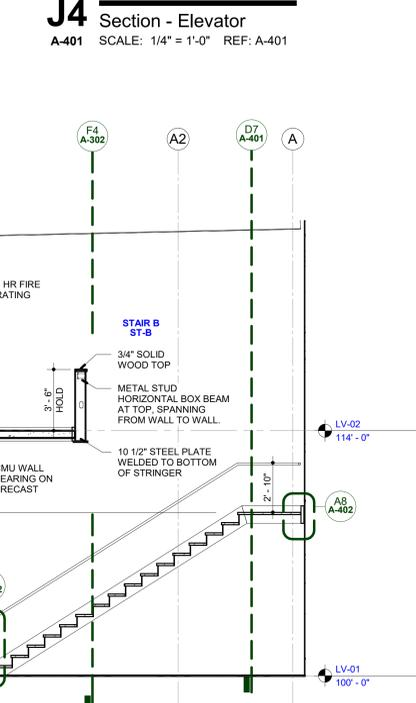 J4 Section - Elevator
A-401 SCALE: 1/4" = 1'-0" REF: A-401
F4
A-302
A2
D7
A-401
A
HR FIRE
RATING
STAIR B
ST-B
3/4" SOLID
WOOD TOP
3' - 6"
HOLD
METAL STUD
HORIZONTAL BOX BEAM
AT TOP, SPANNING
FROM WALL TO WALL.
LV-02
114' - 0"
10 1/2" STEEL PLATE
WELDED TO BOTTOM
OF STRINGER
CMU WALL
BEARING ON
PRECAST
2' - 10"
A8
A-402
LV-01
100' - 0"